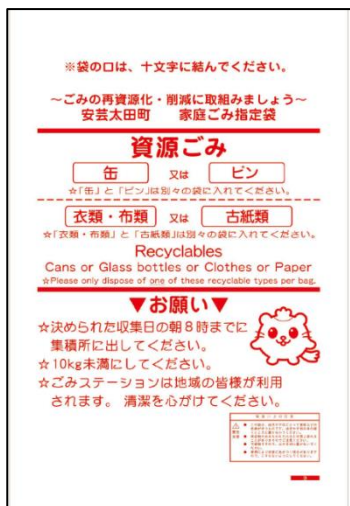 ※袋の口は、十文字に結んでください。
～ごみの再資源化・削減に取組みましょう～
安芸太田町　家庭ごみ指定袋
資源ごみ
缶 又は ビン
☆「缶」と「ビン」は別々の袋に入れてください。
衣類・布類 又は 古紙類
☆「衣類・布類」と「古紙類」は別々の袋に入れてください。
Recyclables
Cans or Glass bottles or Clothes or Paper
☆Please only dispose of one of these recyclable types per bag.
▼お願い▼
☆決められた収集日の朝8時までに
集積所に出してください。
☆10kg未満にしてください。
☆ごみステーションは地域の皆様が利用
されます。清潔を心がけてください。